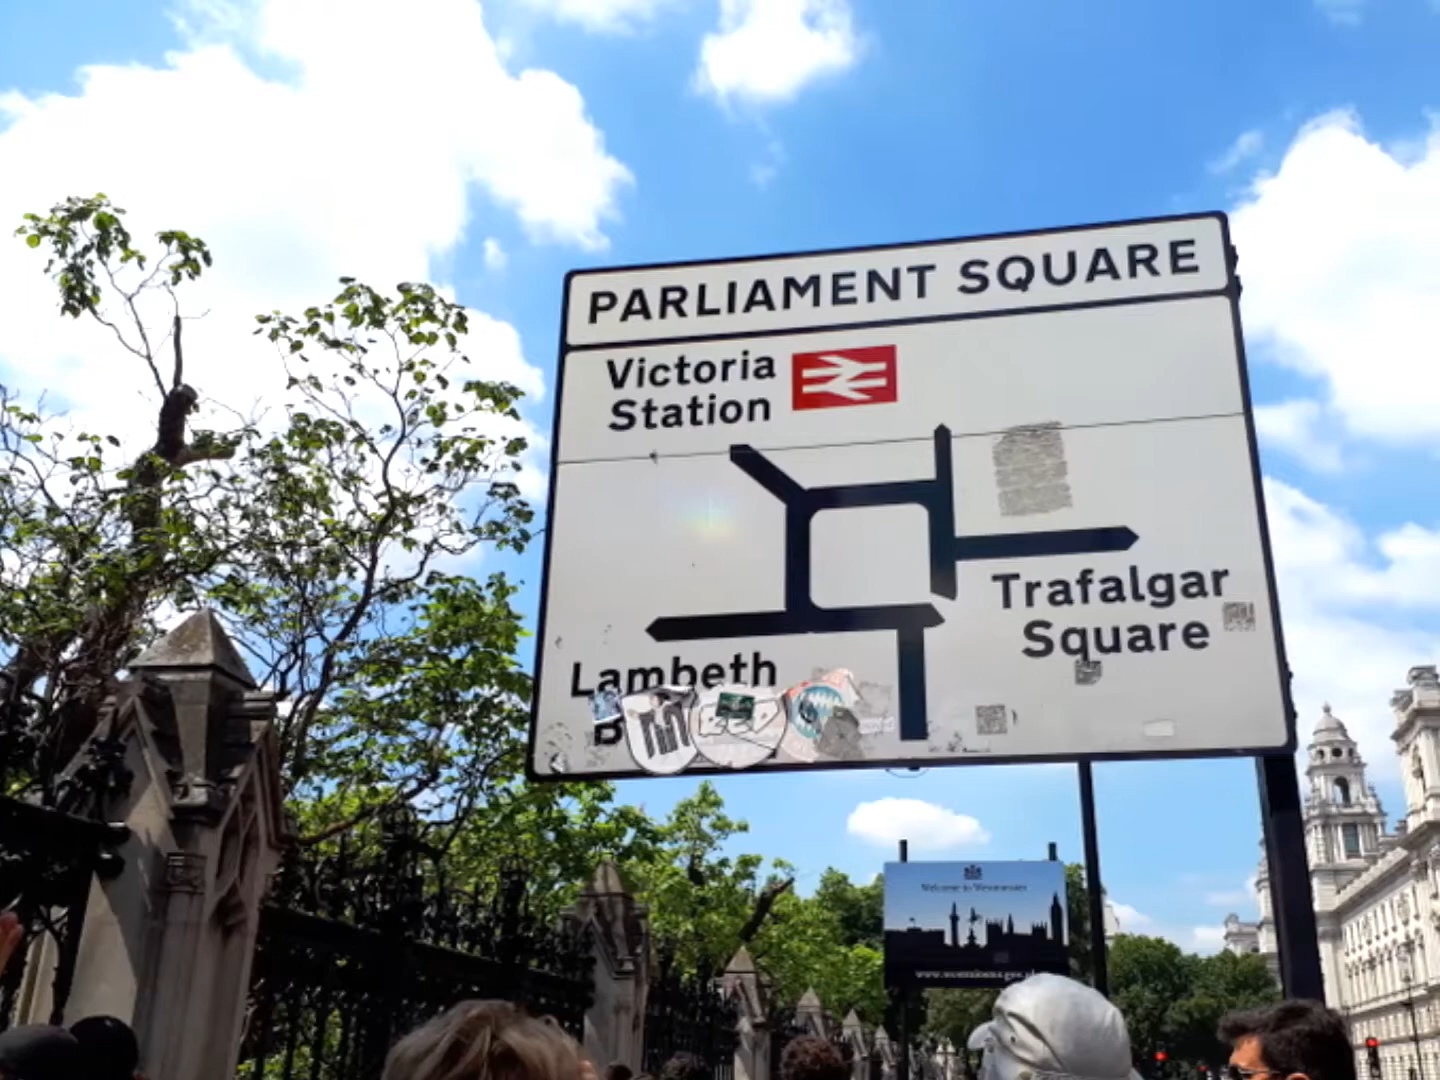 PARLIAMENT SQUARE
Victoria
Station
Trafalgar
Square
Lambeth
Welcome to Westminster